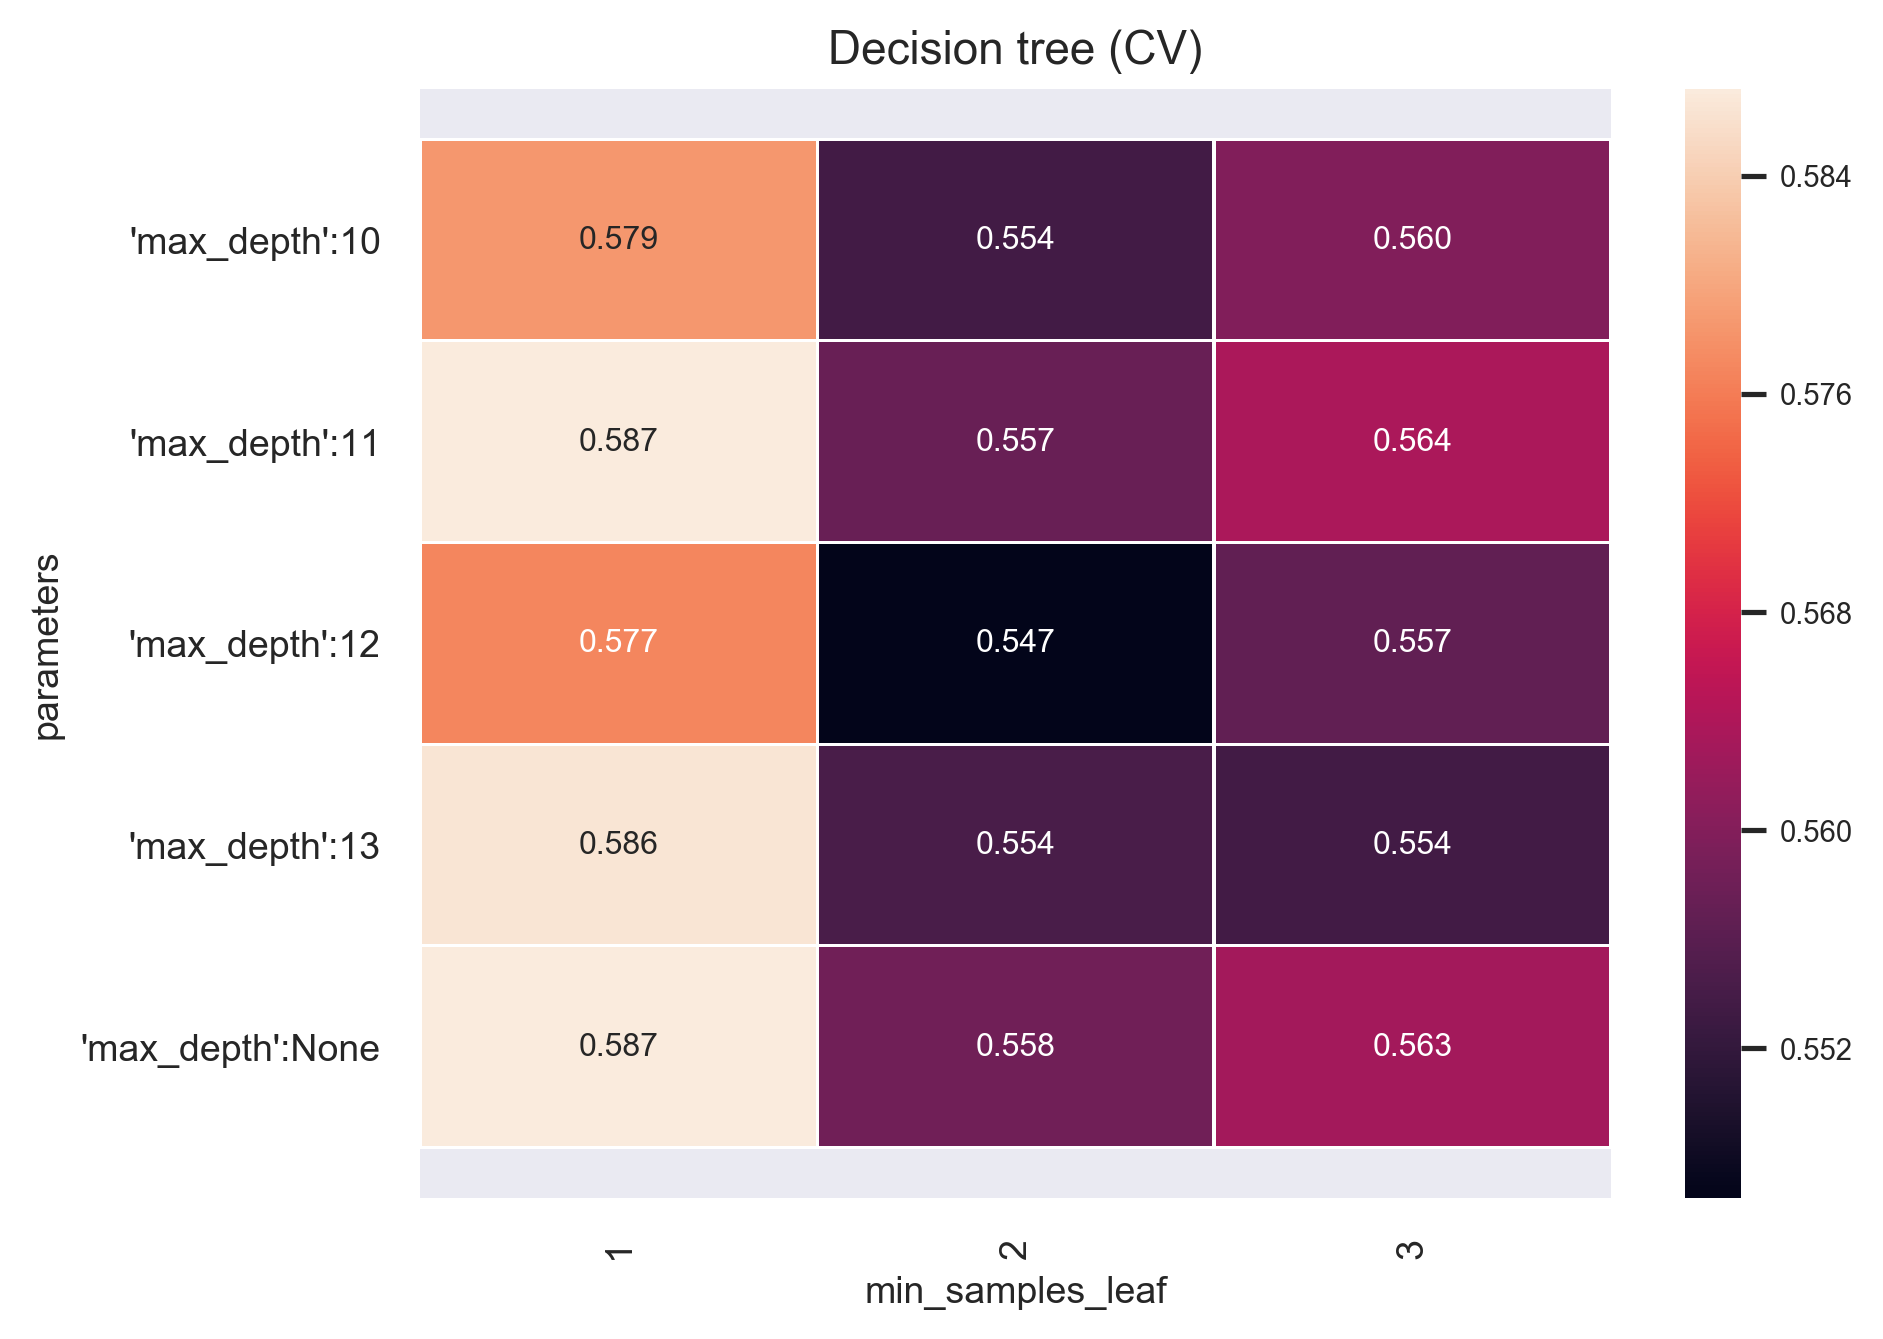 Decision tree (CV)
'max_depth':10
0.579
0.554
0.560
'max_depth':11
0.587
0.557
0.564
'max_depth':12
0.577
0.547
0.557
'max_depth':13
0.586
0.554
0.554
'max_depth':None
0.587
0.558
0.563
parameters
1
2
3
min_samples_leaf
0.584
0.576
0.568
0.560
0.552